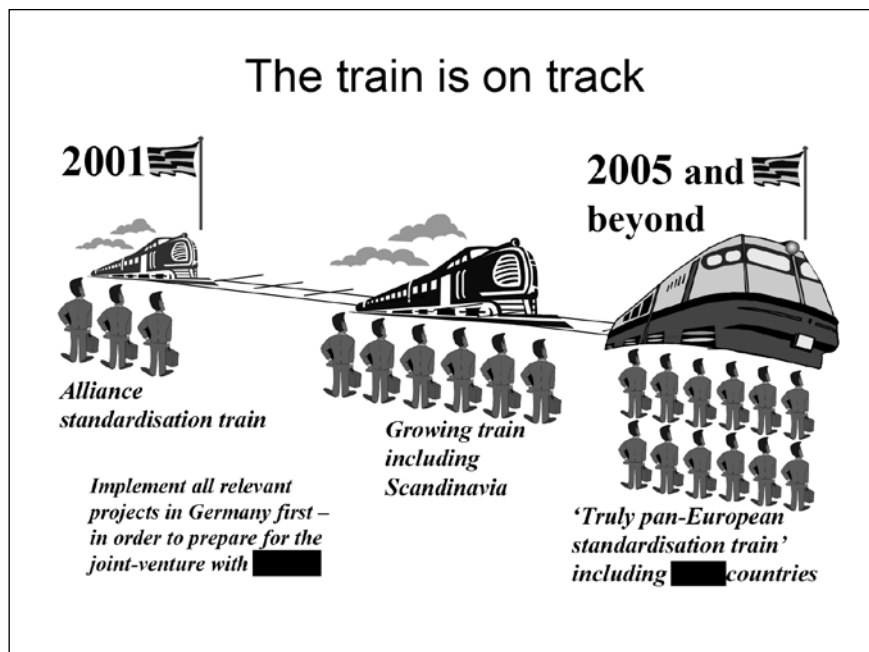 The train is on track
2001
2005 and
beyond
Alliance
standardisation train
Growing train
including
Scandinavia
Implement all relevant
projects in Germany first –
in order to prepare for the
joint-venture with
‘Truly pan-European
standardisation train’
including countries